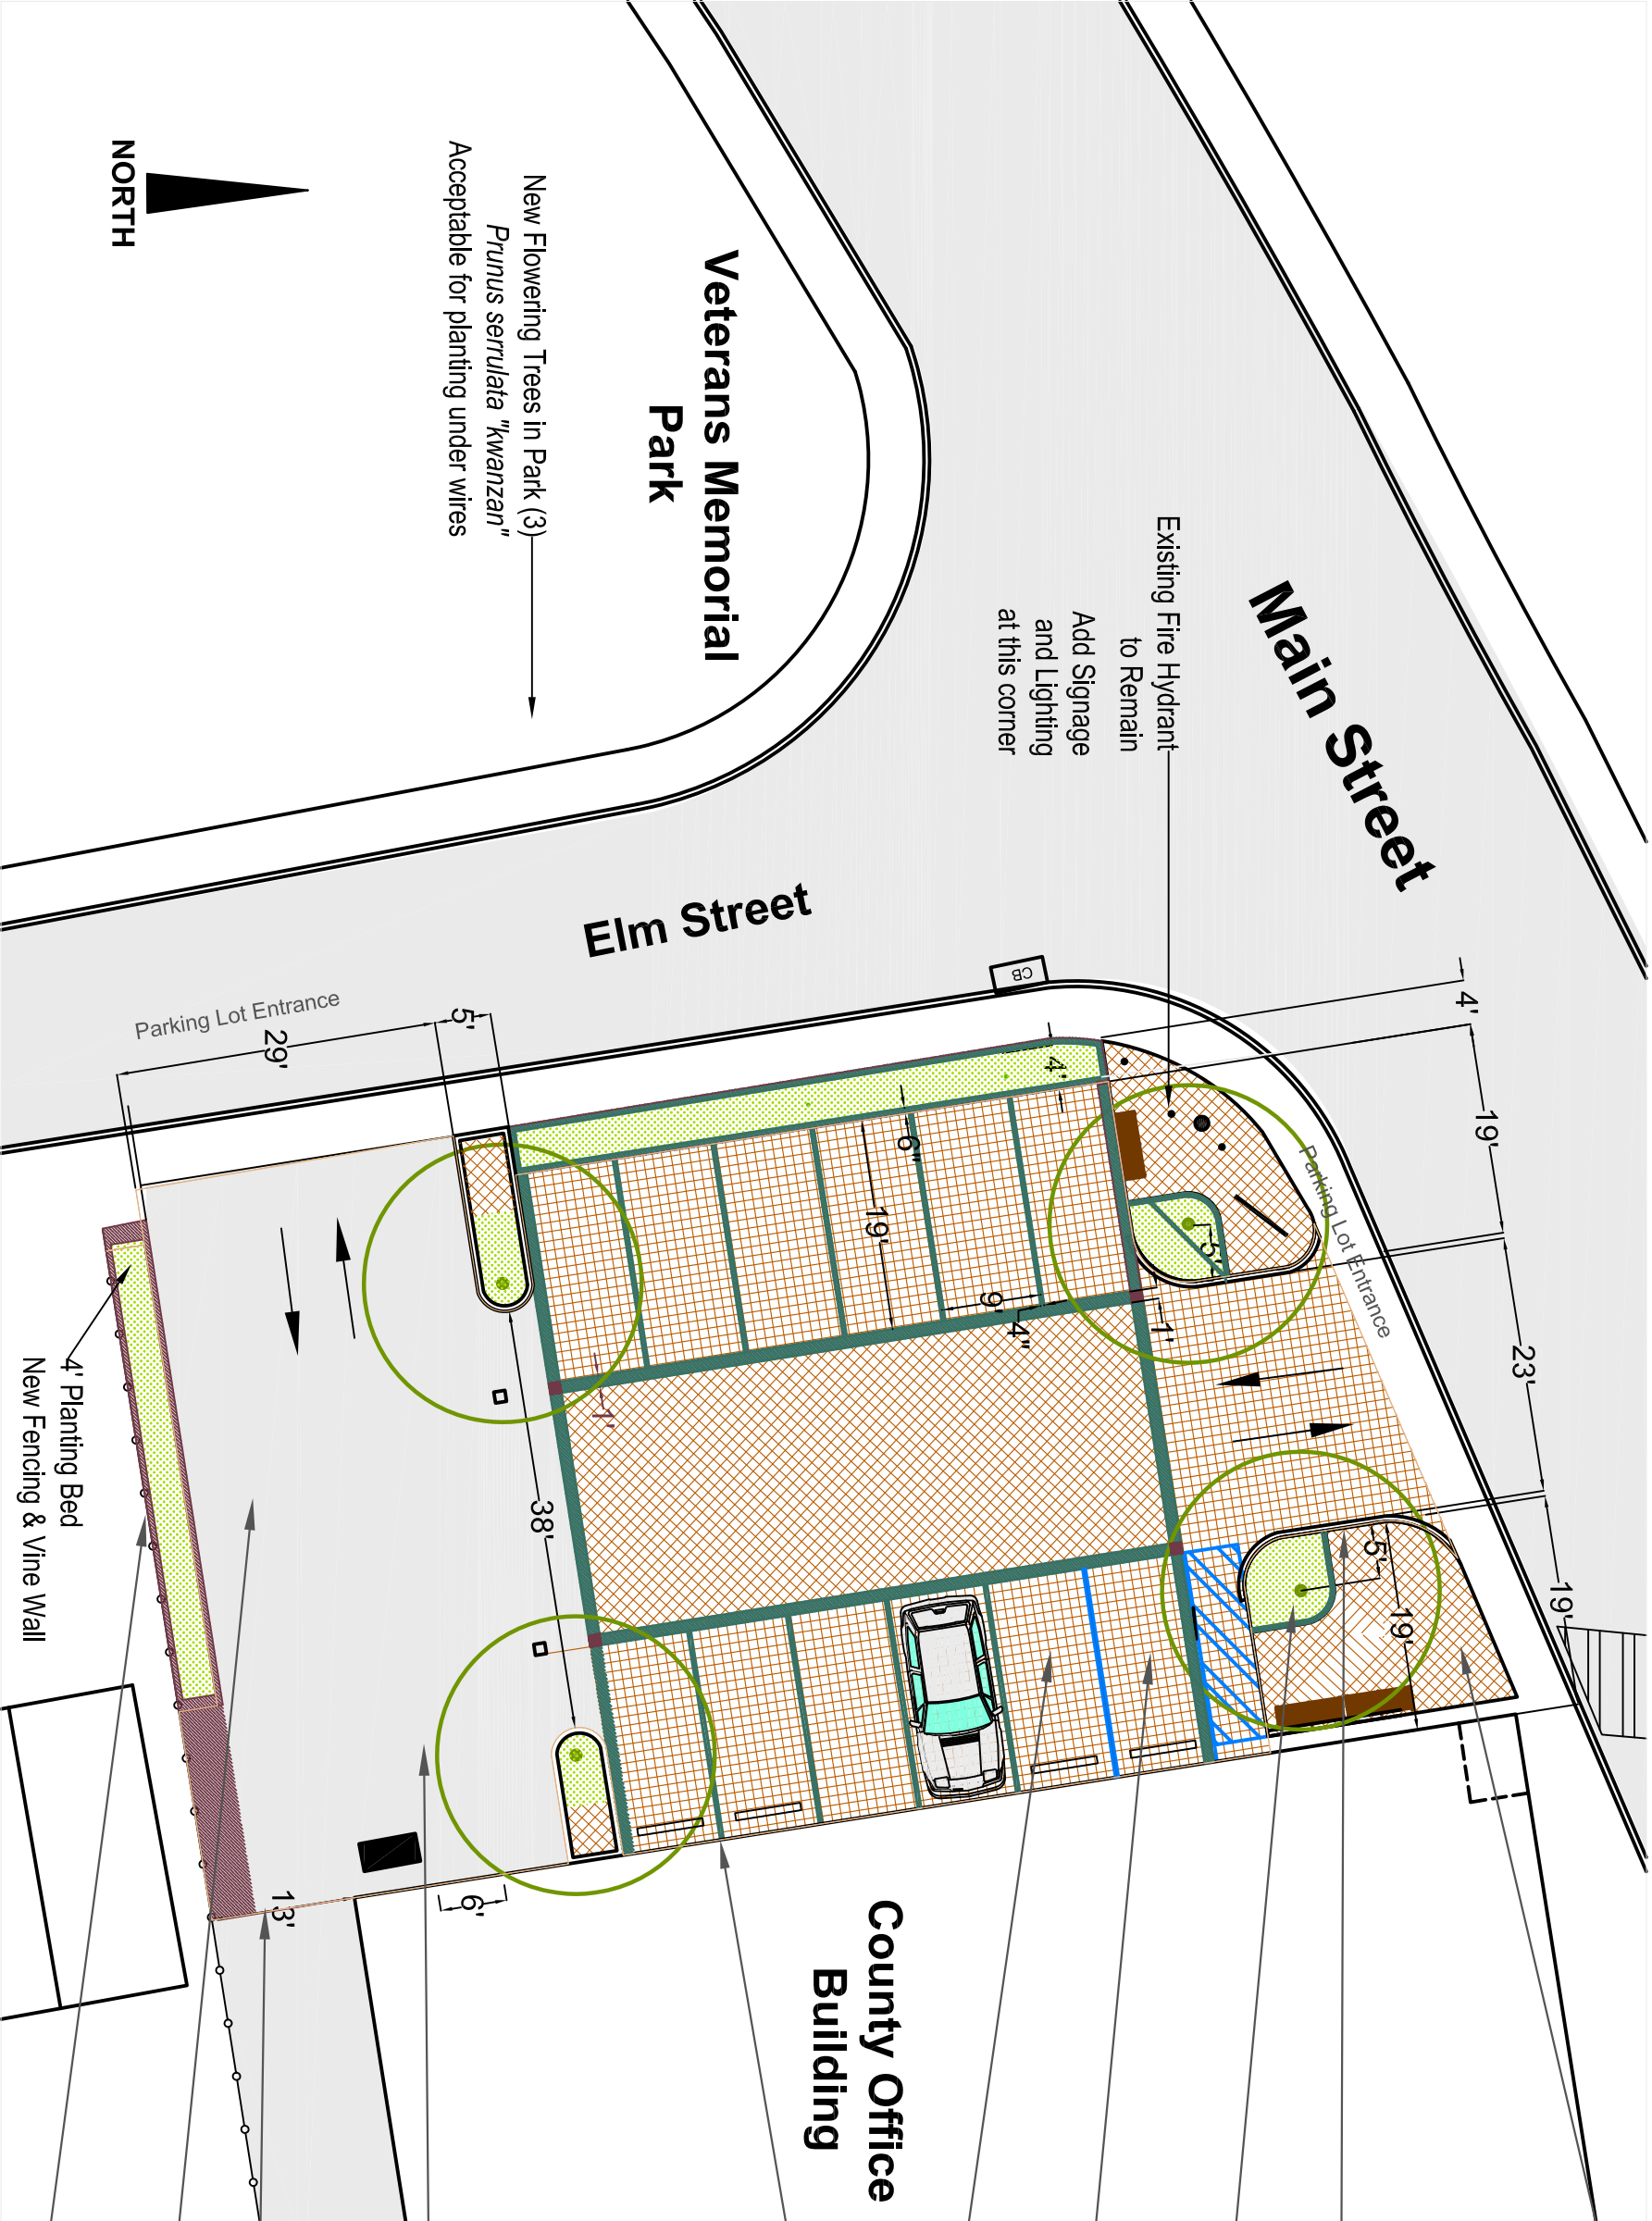 Main Street
Existing Fire Hydrant
to Remain
Add Signage
and Lighting
at this corner
Veterans Memorial
Park
New Flowering Trees in Park (3)
Prunus serrulata "kwanzan"
Acceptable for planting under wires
NORTH
Elm Street
CB
Parking Lot Entrance
Parking Lot Entrance
4'
19'
23'
19'
4'
6"
19'
9'
4"
1'
5'
5'
19'
5'
29'
1'
38'
6'
13'
4' Planting Bed
New Fencing & Vine Wall
County Office
Building